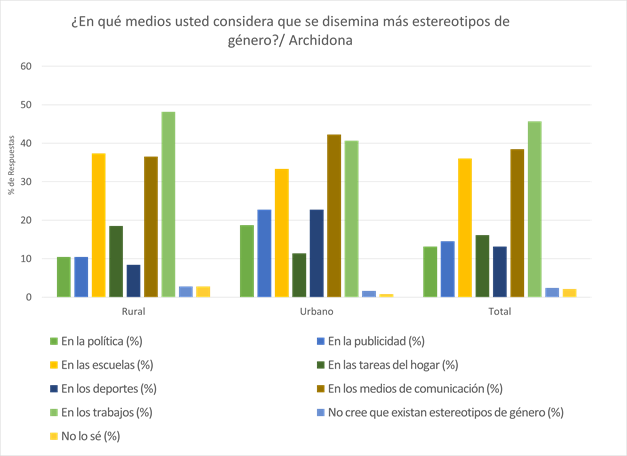 ¿En qué medios usted considera que se disemina más estereotipos de
género?/ Archidona
60
50
40
30
20
10
0
% de Respuestas
Rural
Urbano
Total
En la política (%)
En la publicidad (%)
En las escuelas (%)
En las tareas del hogar (%)
En los deportes (%)
En los medios de comunicación (%)
En los trabajos (%)
No cree que existan estereotipos de género (%)
No lo sé (%)